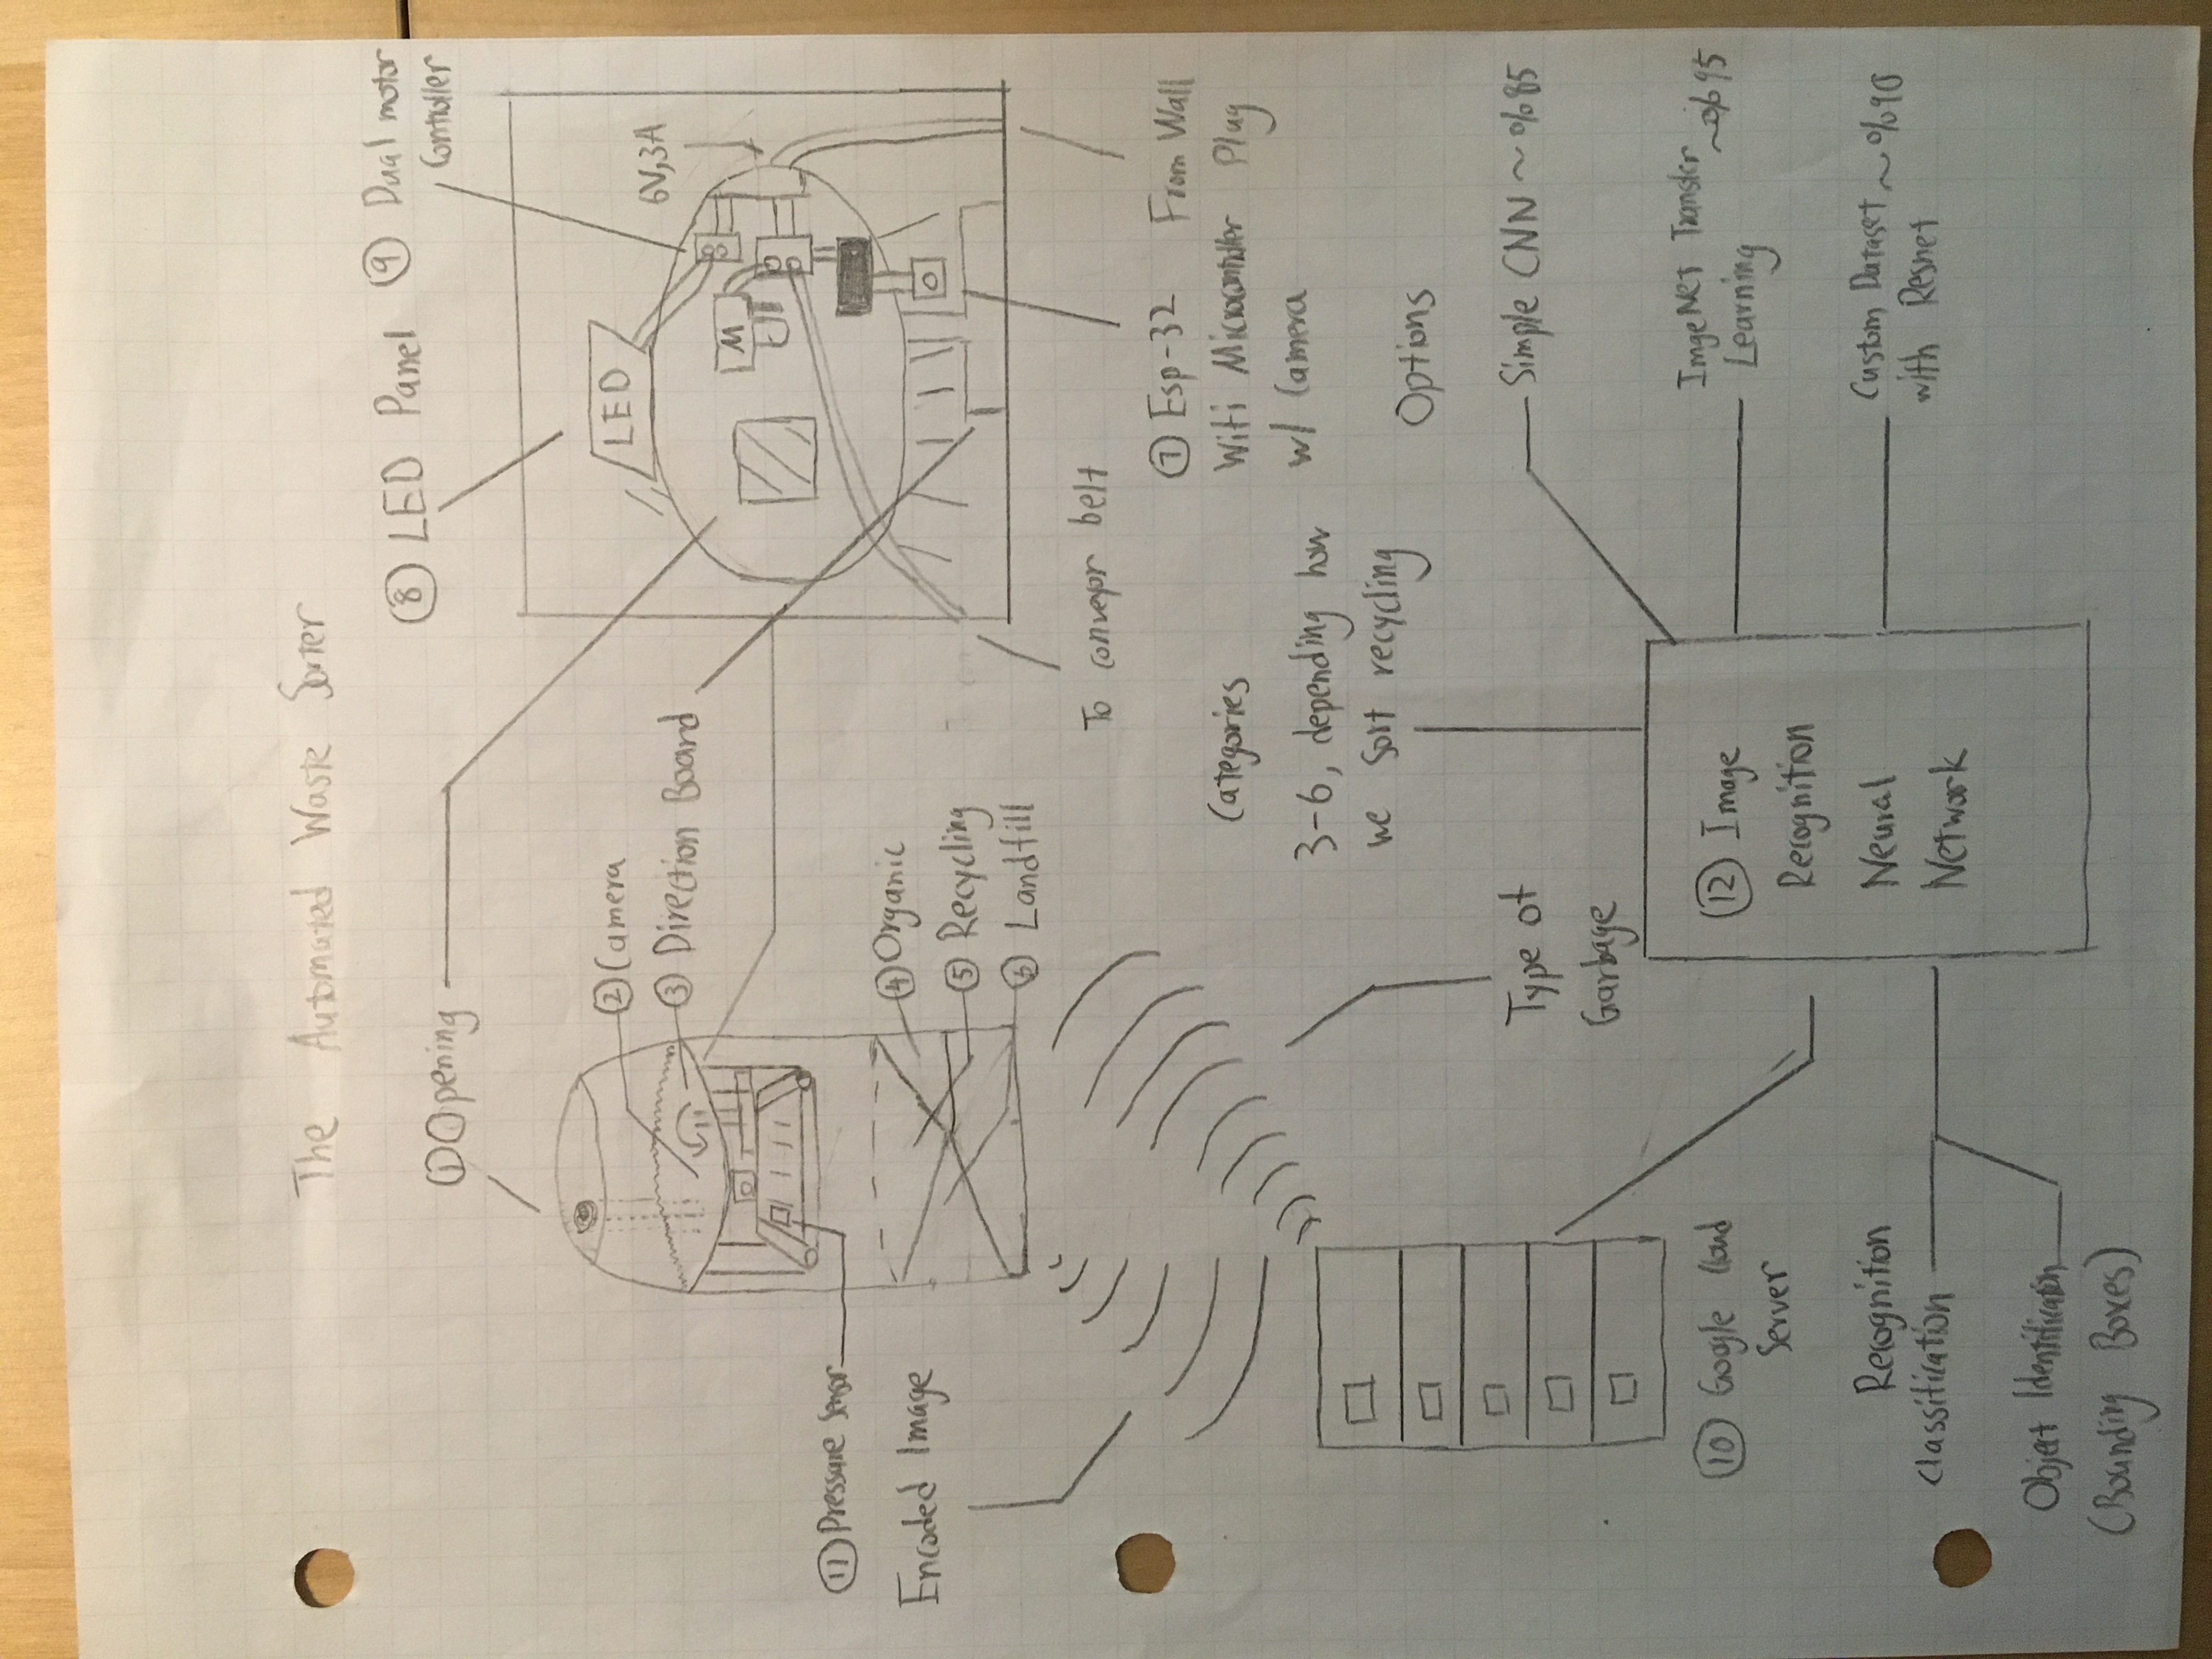 The Automated Waste Sorter
① Opening
⑧ LED Panel
⑨ Dual motor
Controller
② Camera
③ Direction Board
LED
6V,3A
M
⑪ Pressure Sensor
Encoded Image
④ Organic
⑤ Recycling
⑥ Landfill
To conveyor belt
⑦ Esp-32
Wifi Microcontroller
w/ Camera
From Wall
Plug
Categories
3-6, depending how
we sort recycling
Type of
Garbage
Options
Simple CNN ~%85
ImgeNet Transfer
Learning
~%95
Custom Dataset
with Resnet
~%90
⑩ Google Cloud
Server
⑫ Image
Recognition
Neural
Network
Recognition
Classification
Object Identification
(Bounding Boxes)